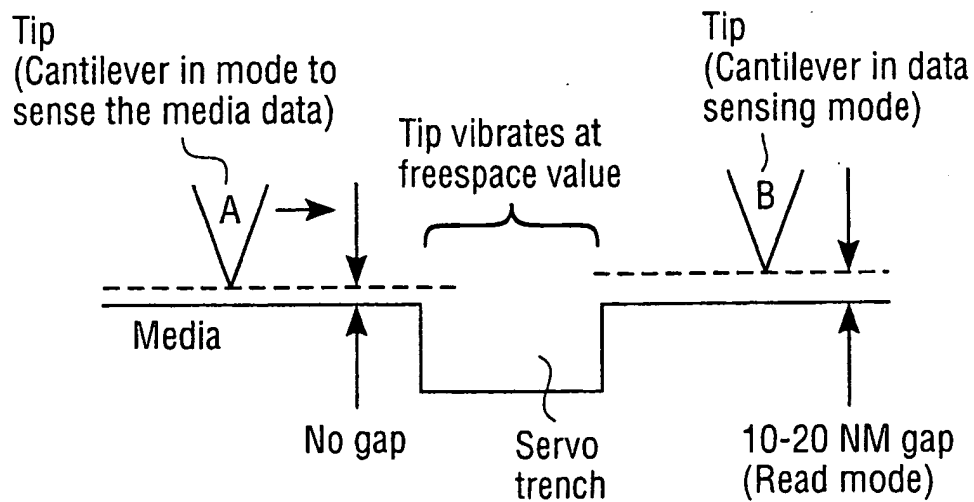 Tip
(Cantilever in mode to
sense the media data)
A
Tip vibrates at
freespace value
Tip
(Cantilever in data
sensing mode)
B
Media
No gap
Servo
trench
10-20 NM gap
(Read mode)